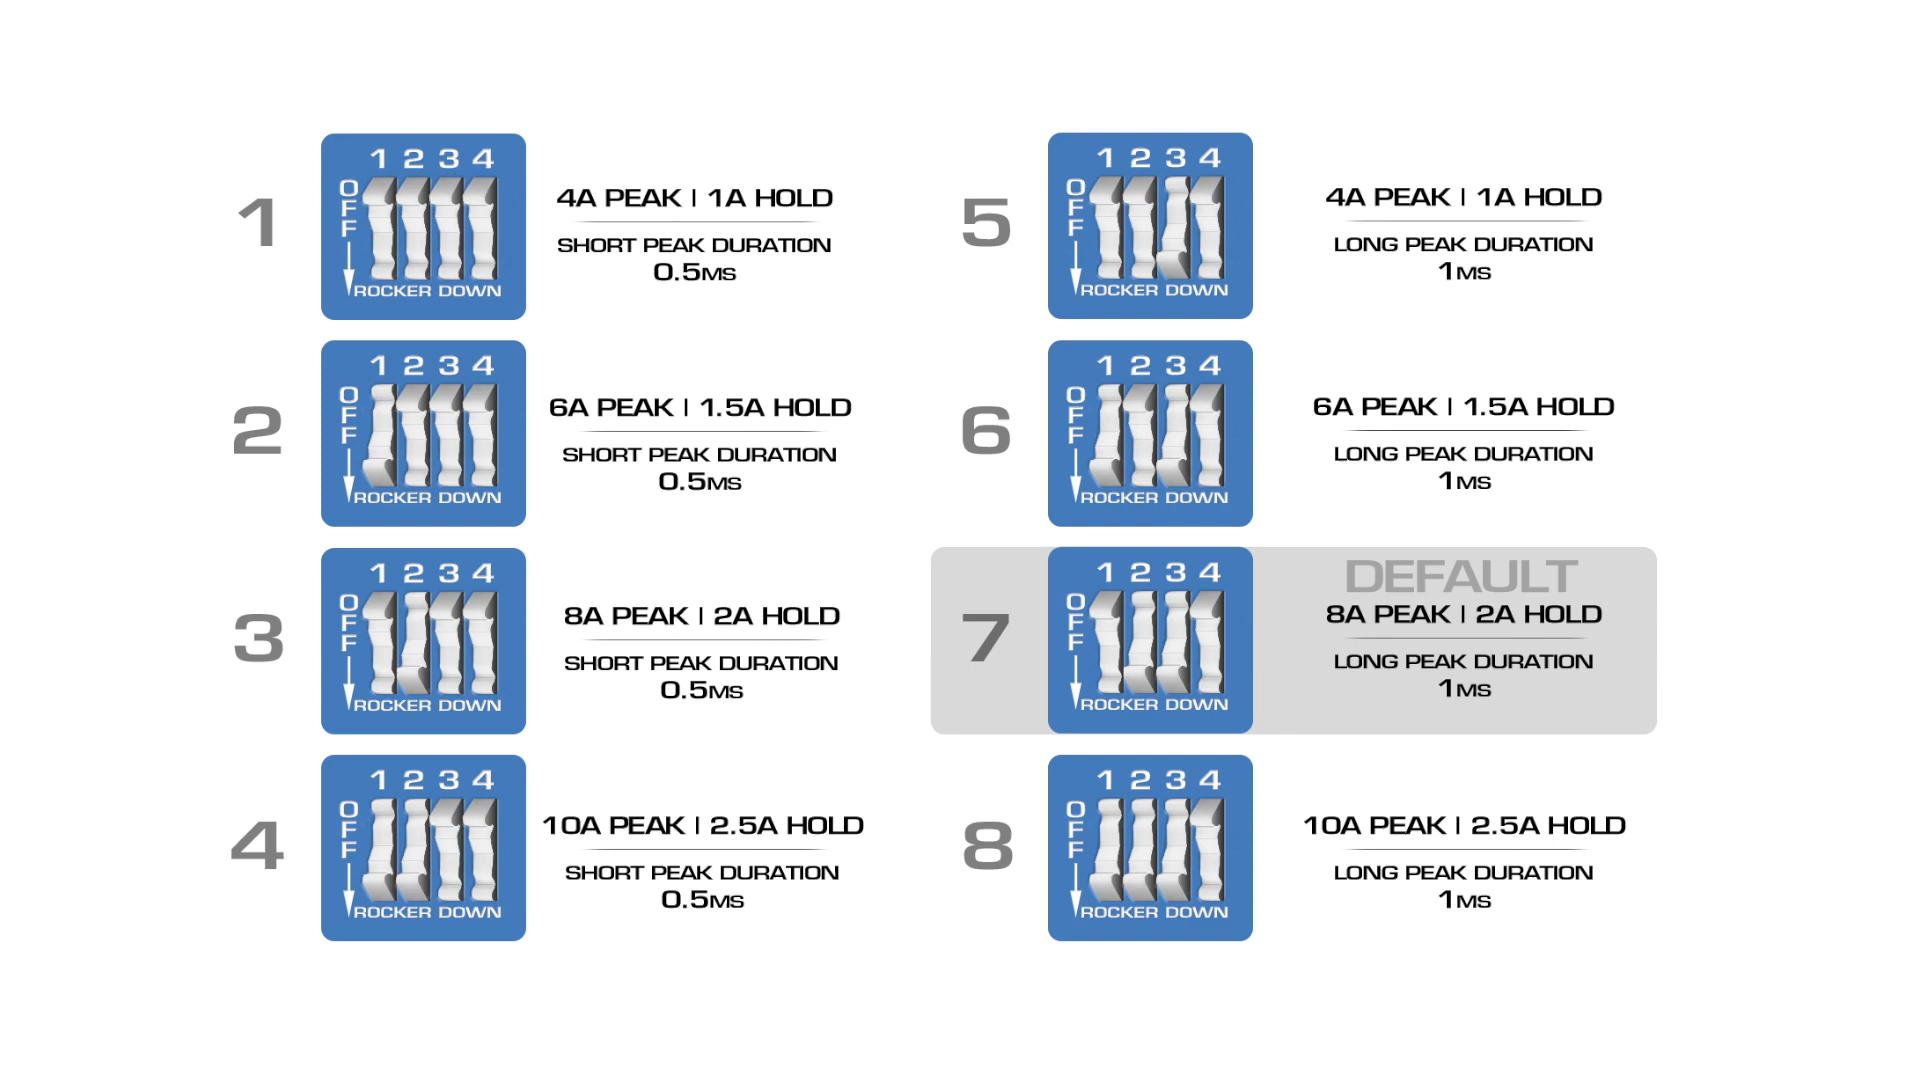 1
1 2 3 4
OFF
ROCKER DOWN
4A PEAK | 1A HOLD
SHORT PEAK DURATION
0.5MS
2
1 2 3 4
OFF
ROCKER DOWN
6A PEAK | 1.5A HOLD
SHORT PEAK DURATION
0.5MS
3
1 2 3 4
OFF
ROCKER DOWN
8A PEAK | 2A HOLD
SHORT PEAK DURATION
0.5MS
4
1 2 3 4
OFF
ROCKER DOWN
10A PEAK | 2.5A HOLD
SHORT PEAK DURATION
0.5MS
5
1 2 3 4
OFF
ROCKER DOWN
4A PEAK | 1A HOLD
LONG PEAK DURATION
1MS
6
1 2 3 4
OFF
ROCKER DOWN
6A PEAK | 1.5A HOLD
LONG PEAK DURATION
1MS
7
1 2 3 4
OFF
ROCKER DOWN
DEFAULT
8A PEAK | 2A HOLD
LONG PEAK DURATION
1MS
8
1 2 3 4
OFF
ROCKER DOWN
10A PEAK | 2.5A HOLD
LONG PEAK DURATION
1MS